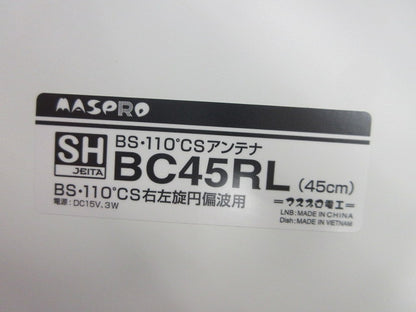 MASPRO
SH
JEITA
BS・110°CSアンテナ
BC45RL (45cm)
BS・110°CS右左旋円偏波用
電源:DC15V、3W
=マスプロ電工=
LNB:MADE IN CHINA
Dish:MADE IN VIETNAM